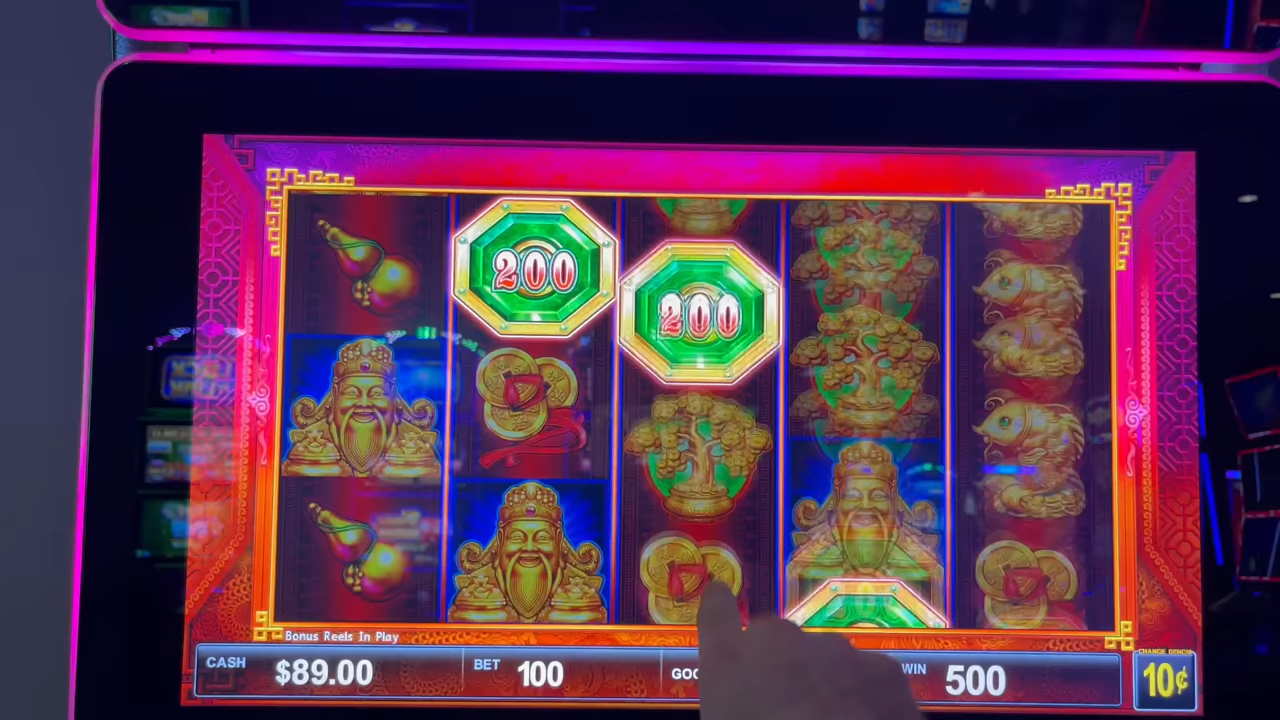 200
200
Bonus Reels In Play
CASH $89.00
BET 100
GOO
WIN 500
CHANGE DENOM
10¢